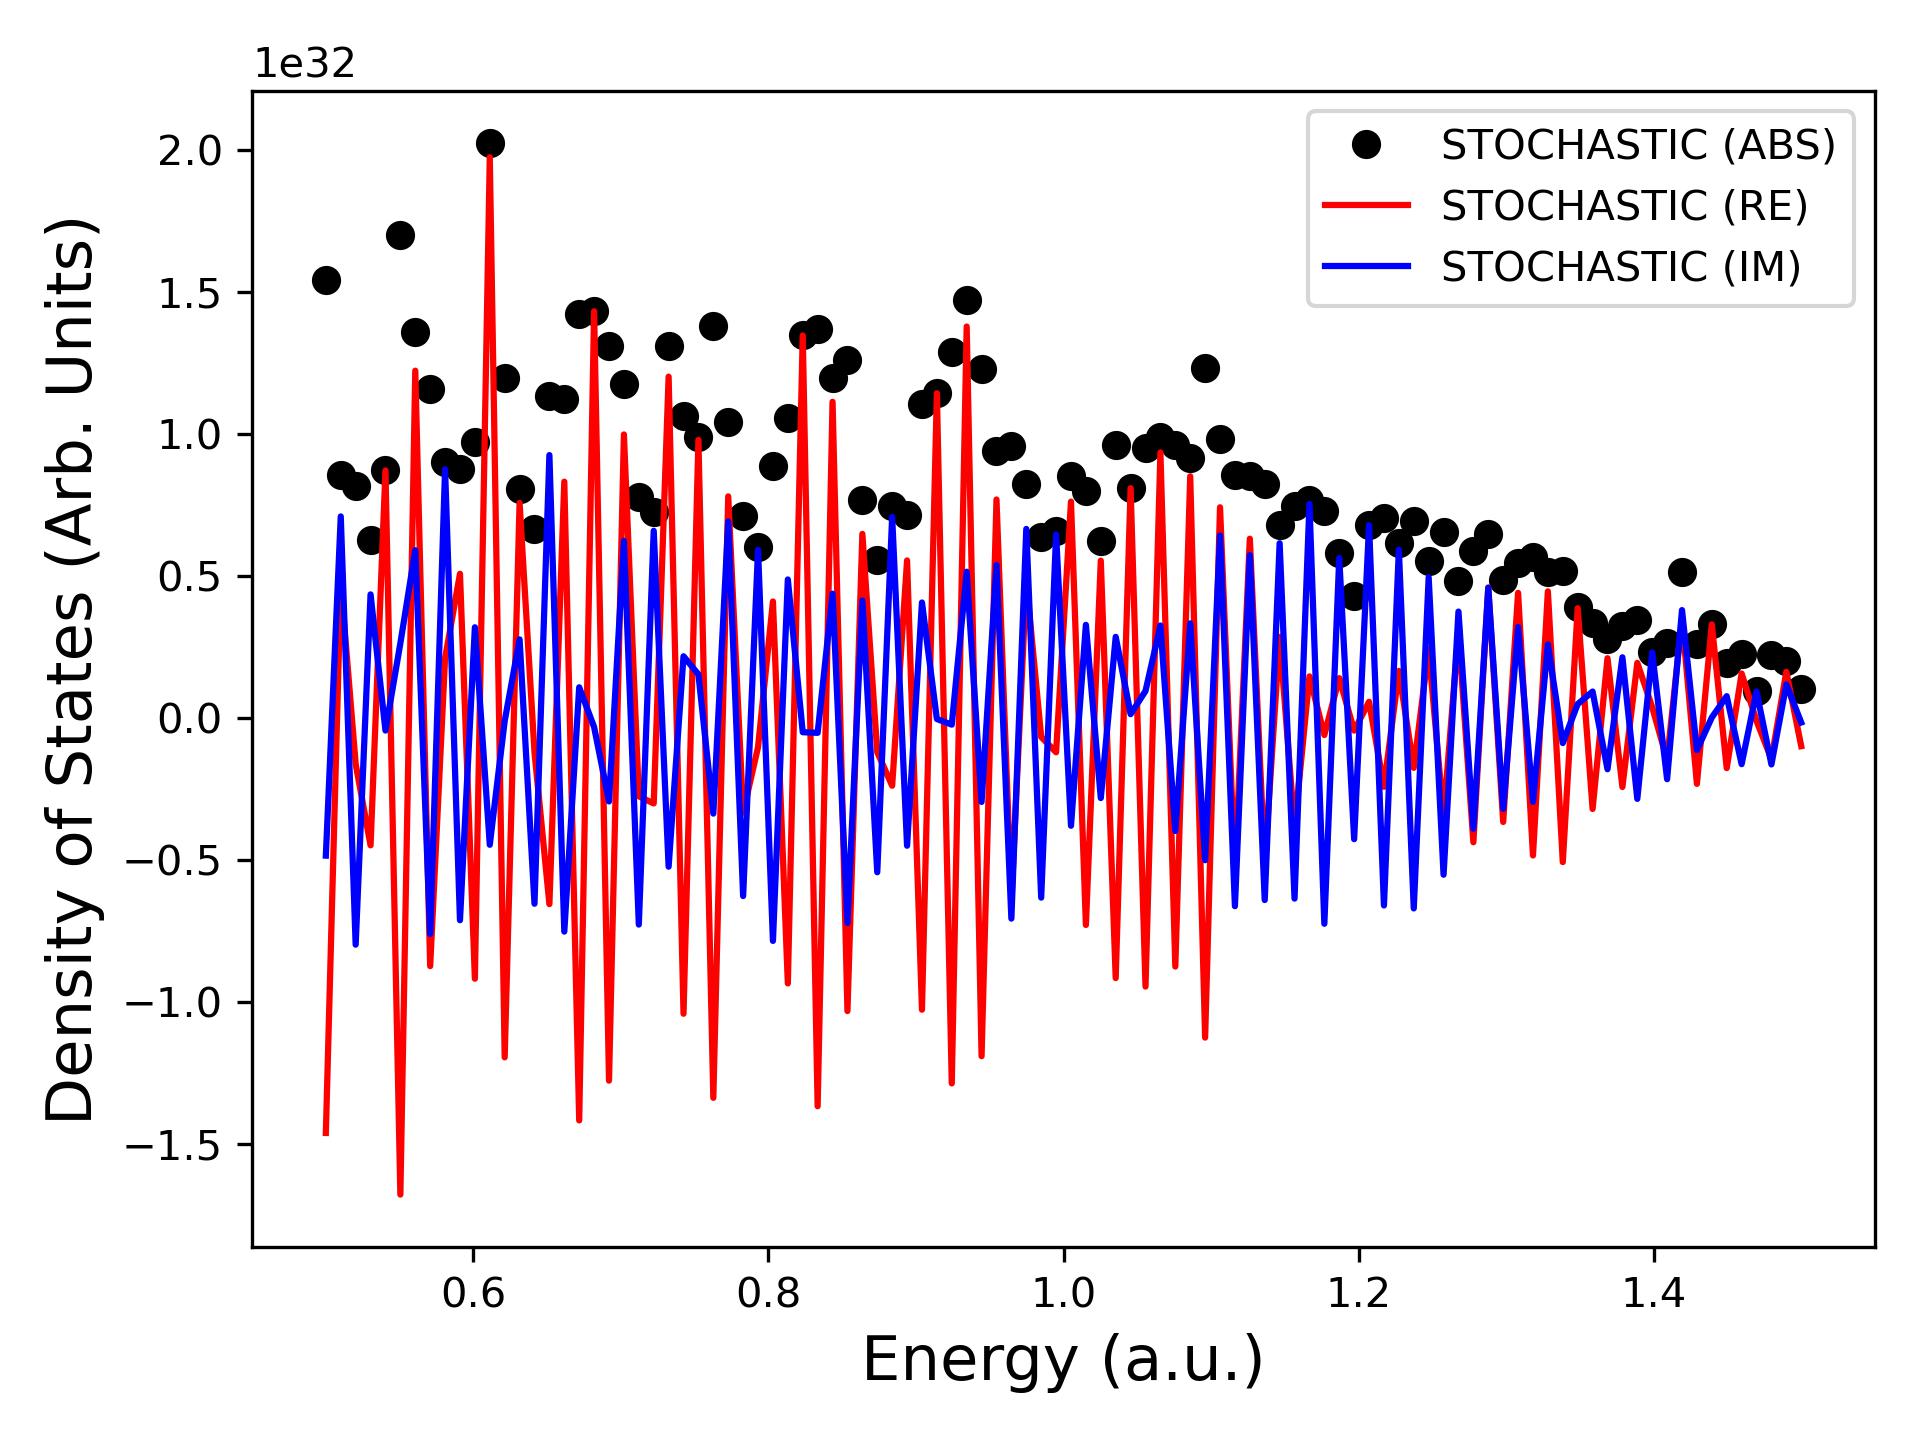 1e32
2.0
1.5
1.0
0.5
0.0
−0.5
−1.0
−1.5
Density of States (Arb. Units)
STOCHASTIC (ABS)
STOCHASTIC (RE)
STOCHASTIC (IM)
0.6 0.8 1.0 1.2 1.4
Energy (a.u.)